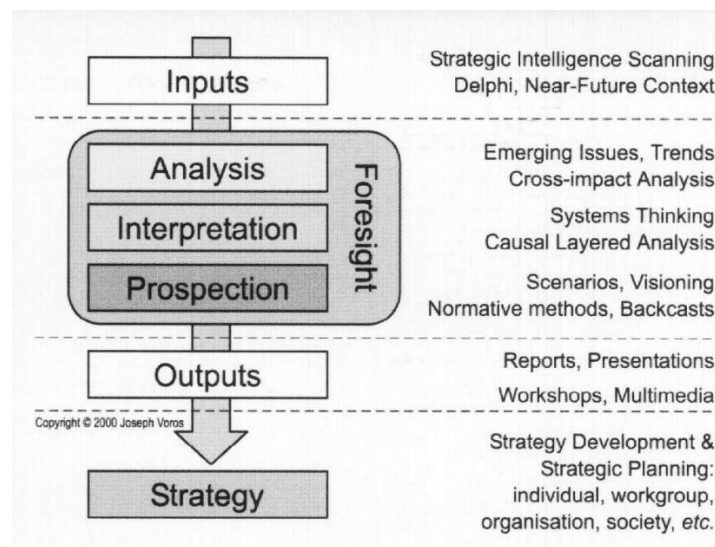 Inputs
Strategic Intelligence Scanning
Delphi, Near-Future Context
Foresight
Analysis
Emerging Issues, Trends
Cross-impact Analysis
Interpretation
Systems Thinking
Causal Layered Analysis
Prospection
Scenarios, Visioning
Normative methods, Backcasts
Outputs
Reports, Presentations
Workshops, Multimedia
Copyright © 2000 Joseph Voros
Strategy
Strategy Development &
Strategic Planning:
individual, workgroup,
organisation, society, etc.